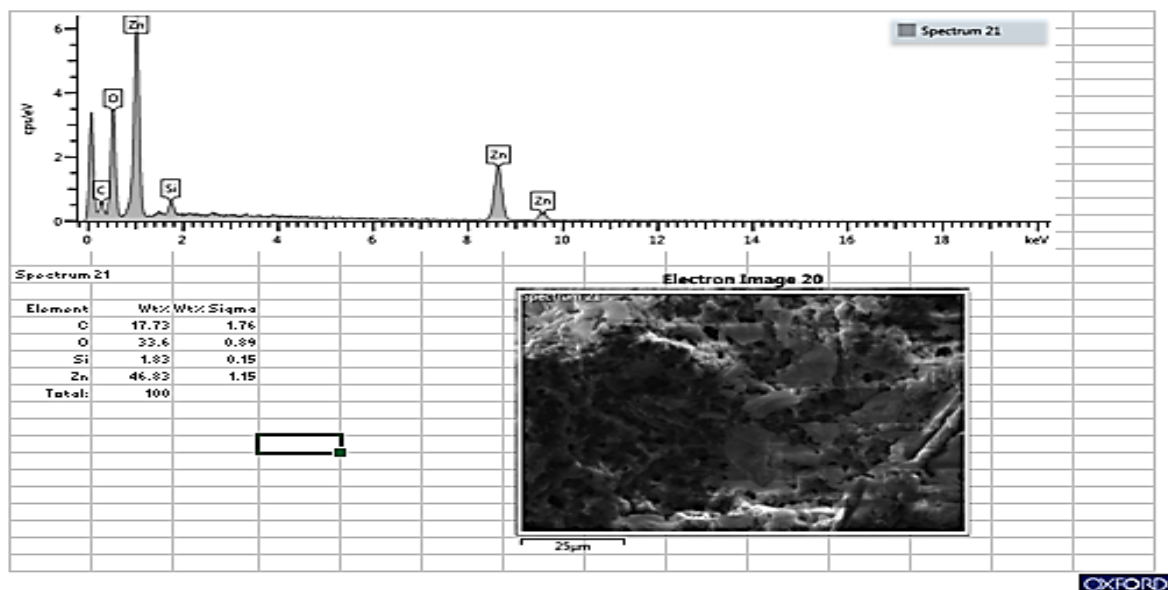 Zn
6
Spectrum 21
O
4
cps/eV
Zn
2
C
Si
Zn
0
0 2 4 6 8 10 12 14 16 18 keV
Spectrum 21
Electron Image 20
Spectrum 21
Element Wt% Wt% Sigma
C 17.73 1.76
O 33.6 0.89
Si 1.83 0.15
Zn 46.83 1.15
Total: 100
25µm
OXFORD